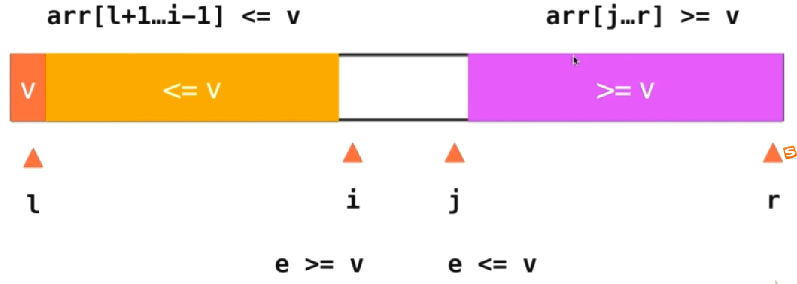 arr[l+1…i-1] <= v arr[j…r] >= v
v <= v >= v
l i j r
e >= v e <= v